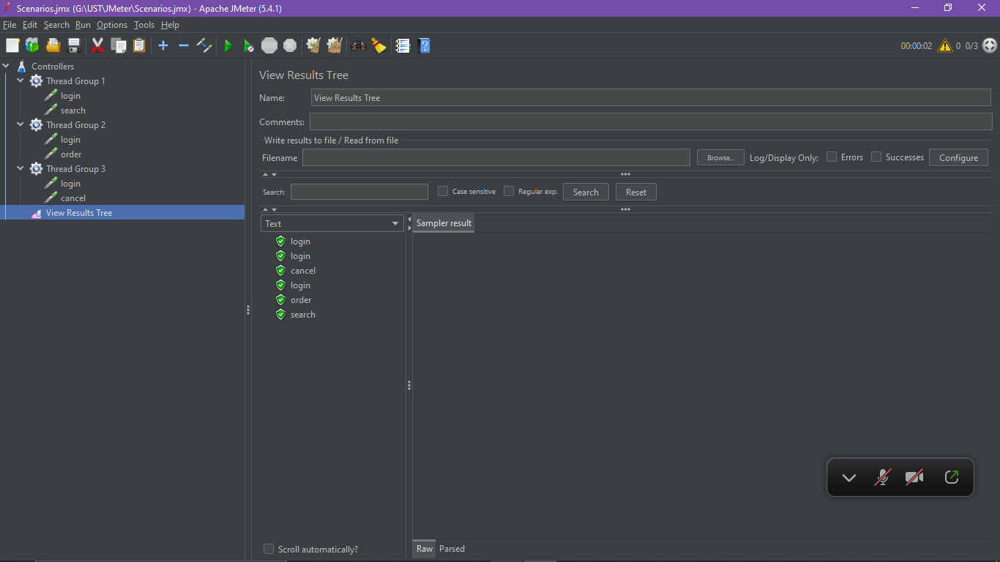 Scenarios.jmx (G:\UST\JMeter\Scenarios.jmx) - Apache JMeter (5.4.1)
File Edit Search Run Options Tools Help
STOP 00:00:02 0 0/3
Controllers
Thread Group 1
login
search
Thread Group 2
login
order
Thread Group 3
login
cancel
View Results Tree
View Results Tree
Name: View Results Tree
Comments:
Write results to file / Read from file
Filename Browse... Log/Display Only: Errors Successes Configure
Search: Case sensitive Regular exp. Search Reset
Text
login
login
cancel
login
order
search
Scroll automatically?
Sampler result
Raw Parsed